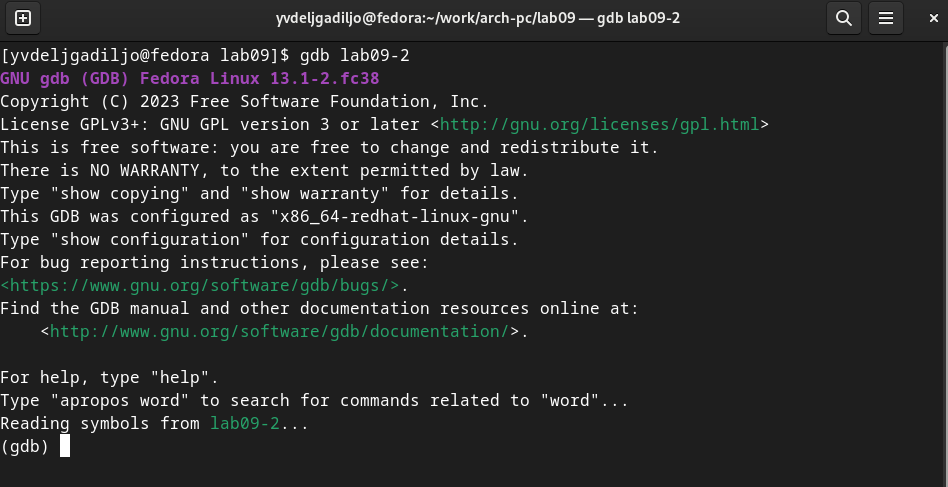 yvdeljgadiljo@fedora:~/work/arch-pc/lab09 — gdb lab09-2
[yvdeljgadiljo@fedora lab09]$ gdb lab09-2
GNU gdb (GDB) Fedora Linux 13.1-2.fc38
Copyright (C) 2023 Free Software Foundation, Inc.
License GPLv3+: GNU GPL version 3 or later <http://gnu.org/licenses/gpl.html>
This is free software: you are free to change and redistribute it.
There is NO WARRANTY, to the extent permitted by law.
Type "show copying" and "show warranty" for details.
This GDB was configured as "x86_64-redhat-linux-gnu".
Type "show configuration" for configuration details.
For bug reporting instructions, please see:
<https://www.gnu.org/software/gdb/bugs/>.
Find the GDB manual and other documentation resources online at:
    <http://www.gnu.org/software/gdb/documentation/>.
For help, type "help".
Type "apropos word" to search for commands related to "word"...
Reading symbols from lab09-2...
(gdb)